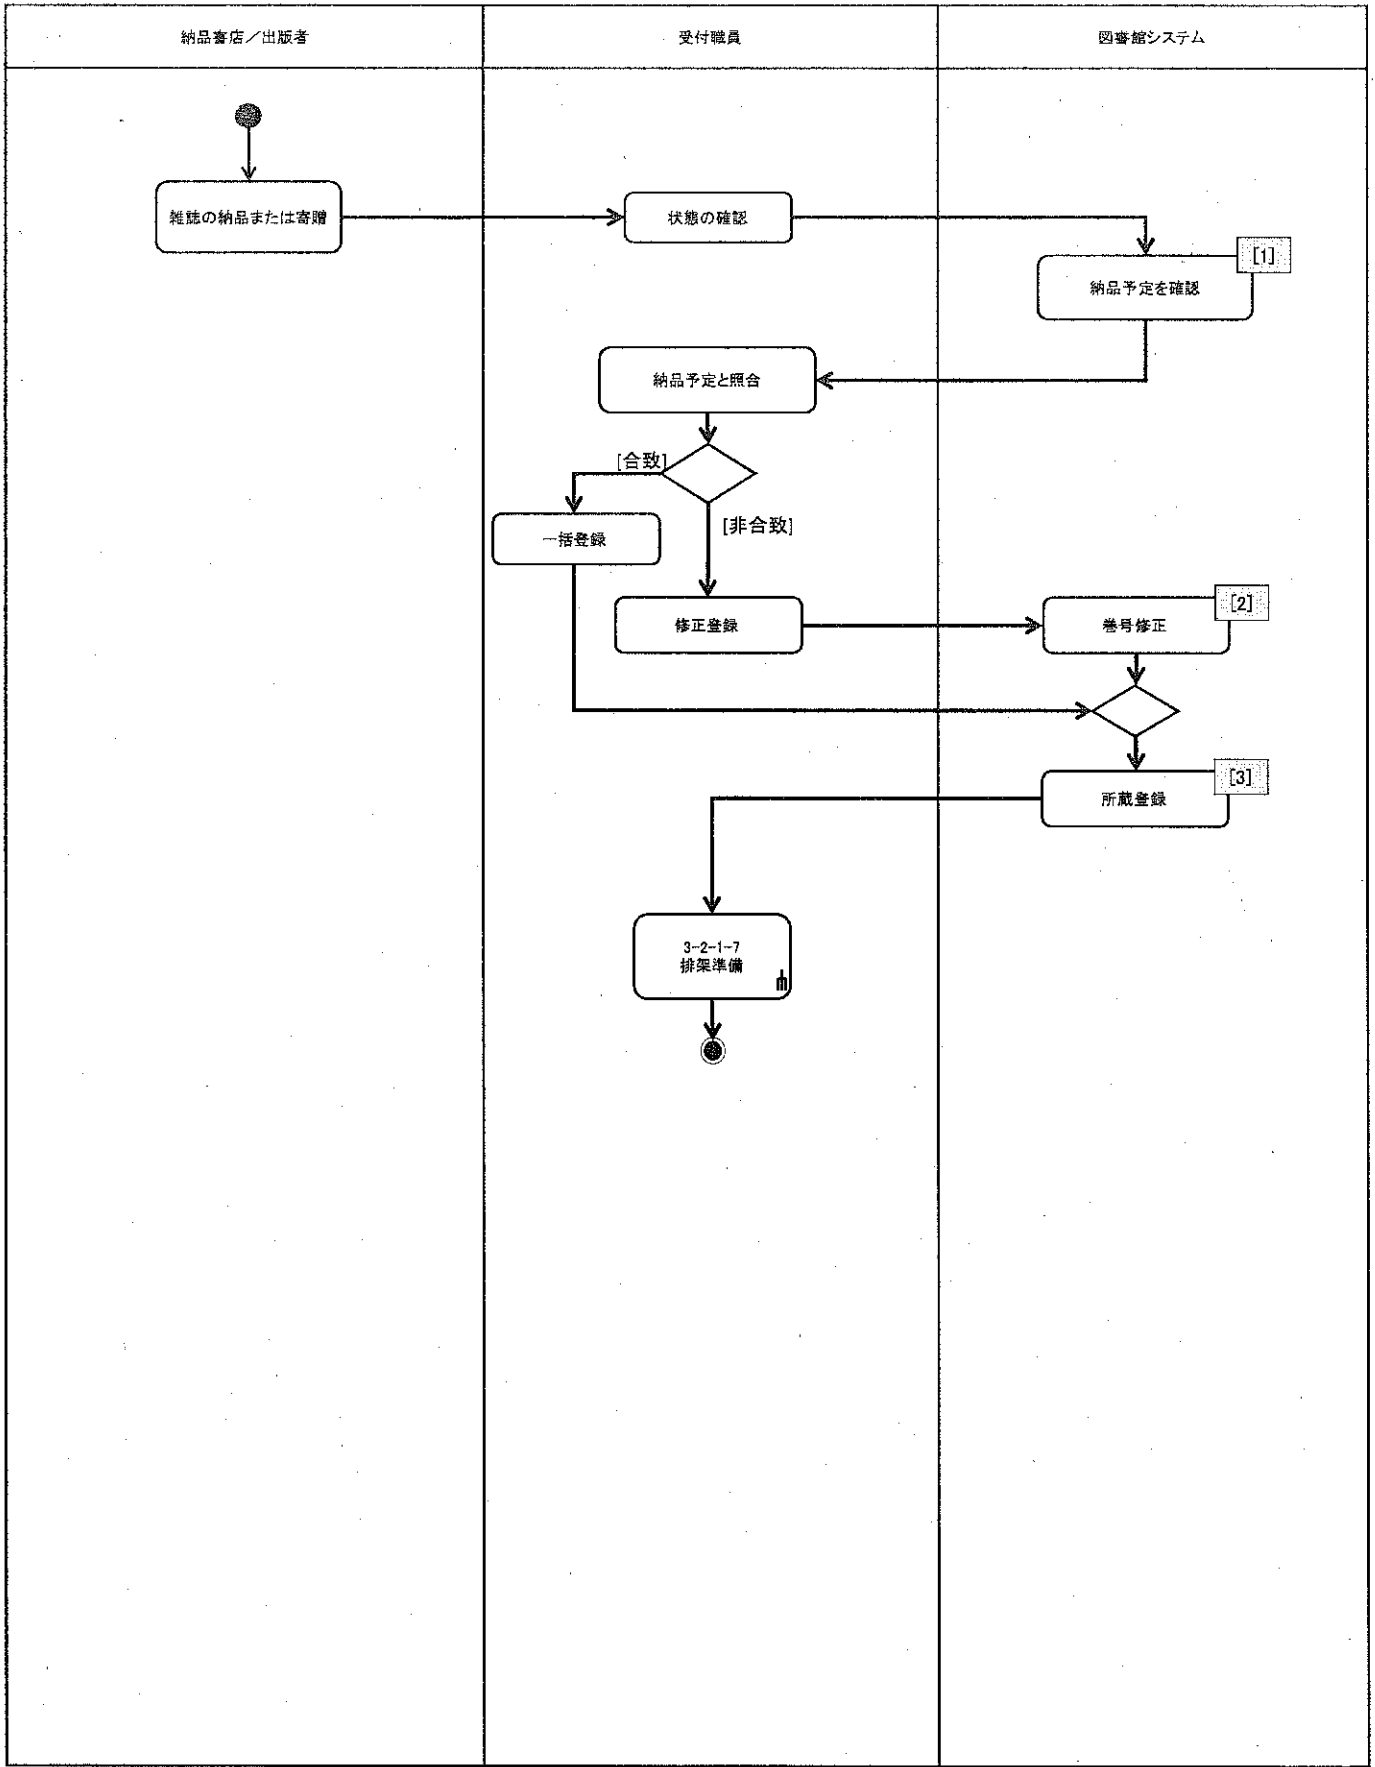 納品書店／出版者
受付職員
図書館システム
雑誌の納品または寄贈
状態の確認
[1]
納品予定を確認
納品予定と照合
[合致]
[非合致]
一括登録
修正登録
[2]
巻号修正
[3]
所蔵登録
3-2-1-7
排架準備